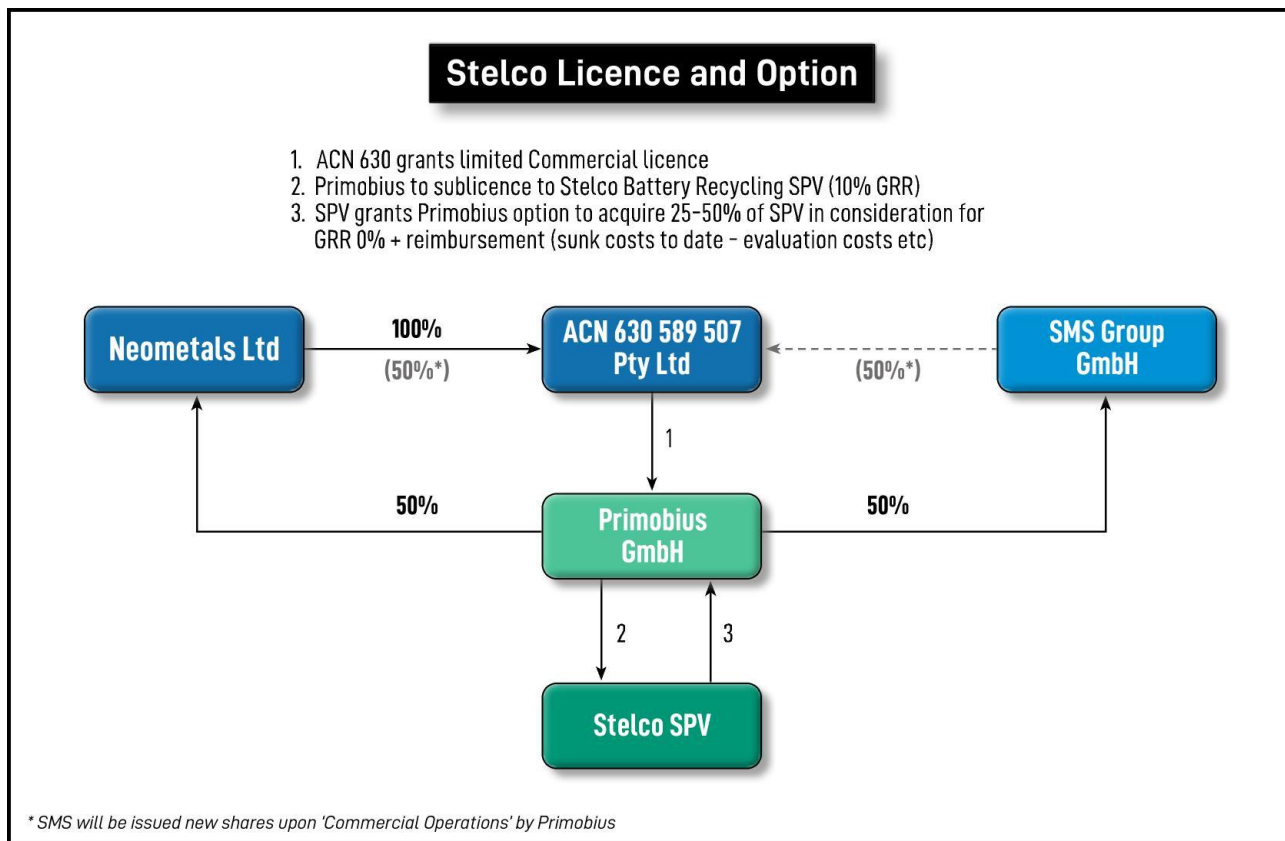 Stelco Licence and Option
1. ACN 630 grants limited Commercial licence
2. Primobius to sublicence to Stelco Battery Recycling SPV (10% GRR)
3. SPV grants Primobius option to acquire 25-50% of SPV in consideration for
GRR 0% + reimbursement (sunk costs to date - evaluation costs etc)
Neometals Ltd
100%
(50%*)
ACN 630 589 507
Pty Ltd
(50%*)
SMS Group
GmbH
1
50%
Primobius
GmbH
50%
2
3
Stelco SPV
* SMS will be issued new shares upon 'Commercial Operations' by Primobius